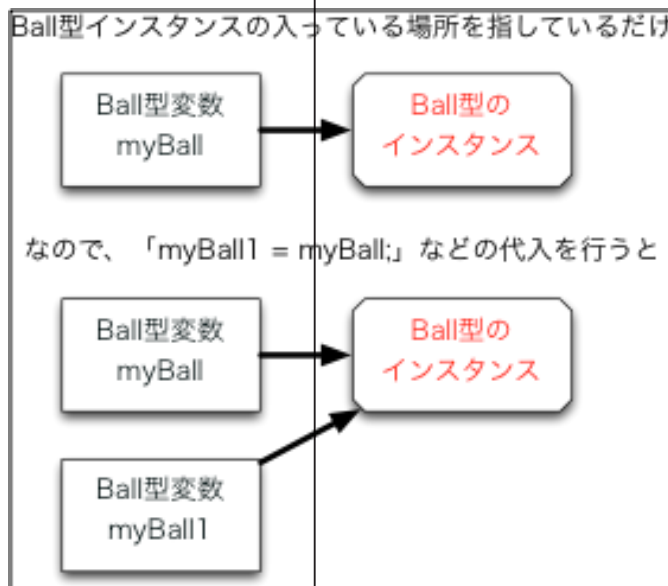 Ball型インスタンスの入っている場所を指しているだけ
Ball型変数
myBall
Ball型の
インスタンス
なので、「myBall1 = myBall;」などの代入を行うと
Ball型変数
myBall
Ball型の
インスタンス
Ball型変数
myBall1